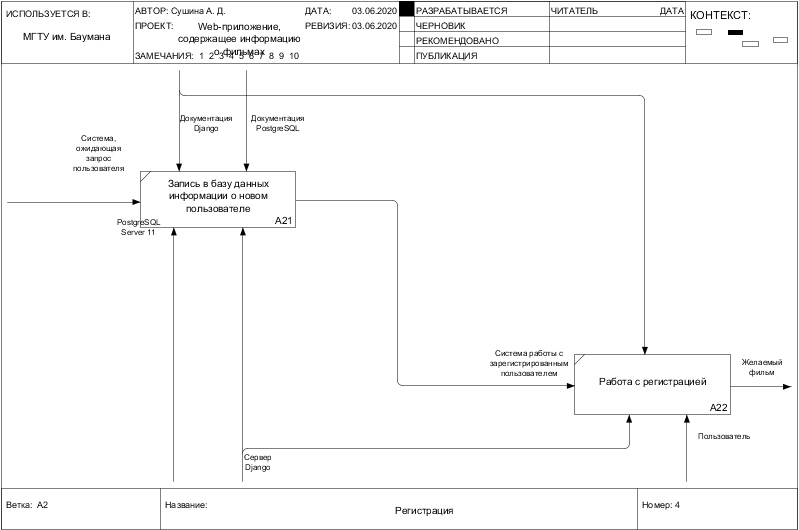 ИСПОЛЬЗУЕТСЯ В:
МГТУ им. Баумана
АВТОР: Сушина А. Д.
ДАТА: 03.06.2020
ПРОЕКТ: Web-приложение,
содержащее информацию
о фильмах
РЕВИЗИЯ: 03.06.2020
ЗАМЕЧАНИЯ: 1 2 3 4 5 6 7 8 9 10
РАЗРАБАТЫВАЕТСЯ
ЧЕРНОВИК
РЕКОМЕНДОВАНО
ПУБЛИКАЦИЯ
ЧИТАТЕЛЬ
ДАТА
КОНТЕКСТ:
Документация
Django
Документация
PostgreSQL
Система,
ожидающая
запрос
пользователя
Запись в базу данных
информации о новом
пользователе
A21
PostgreSQL
Server 11
Система работы с
зарегистрированным
пользователем
Работа с регистрацией
A22
Желаемый
фильм
Пользователь
Сервер
Django
Ветка: A2
Название:
Регистрация
Номер: 4